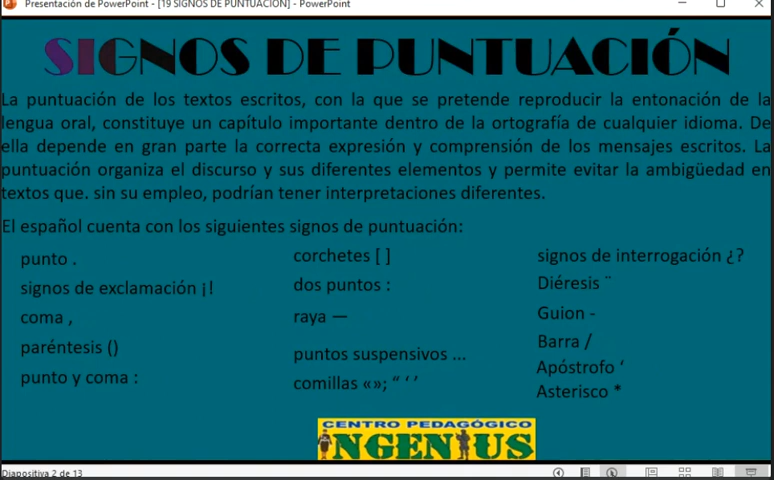 Presentación de PowerPoint - [19 SIGNOS DE PUNTUACION] - PowerPoint
SIGNOS DE PUNTUACIÓN
La puntuación de los textos escritos, con la que se pretende reproducir la entonación de la
lengua oral, constituye un capítulo importante dentro de la ortografía de cualquier idioma. De
ella depende en gran parte la correcta expresión y comprensión de los mensajes escritos. La
puntuación organiza el discurso y sus diferentes elementos y permite evitar la ambigüedad en
textos que. sin su empleo, podrían tener interpretaciones diferentes.
El español cuenta con los siguientes signos de puntuación:
punto .
signos de exclamación ¡!
coma ,
paréntesis ()
punto y coma :
corchetes [ ]
dos puntos :
raya —
puntos suspensivos ...
comillas «»; “ ‘ ’
signos de interrogación ¿?
Diéresis ¨
Guion -
Barra /
Apóstrofo ‘
Asterisco *
CENTRO PEDAGÓGICO
INGENIUS
Diapositiva 2 de 13